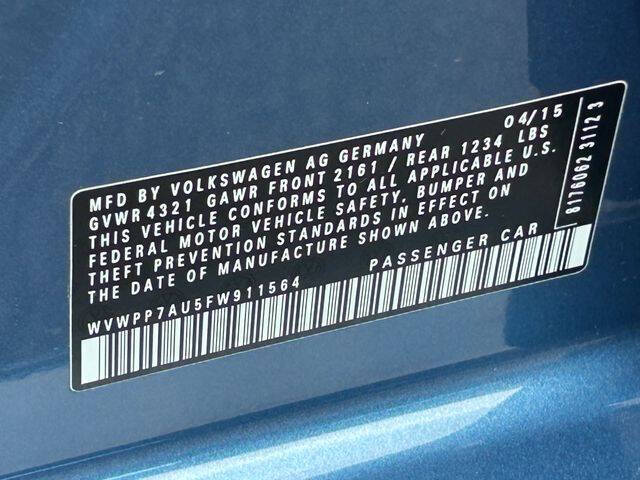 04/15
MFD BY VOLKSWAGEN AG GERMANY
GVWR 4321 GAWR FRONT 2161 / REAR 1234 LBS
THIS VEHICLE CONFORMS TO ALL APPLICABLE U.S.
FEDERAL MOTOR VEHICLE SAFETY, BUMPER AND
THEFT PREVENTION STANDARDS IN EFFECT ON
THE DATE OF MANUFACTURE SHOWN ABOVE.
PASSENGER CAR
WVWPP7AU5FW911564
8176062 31123